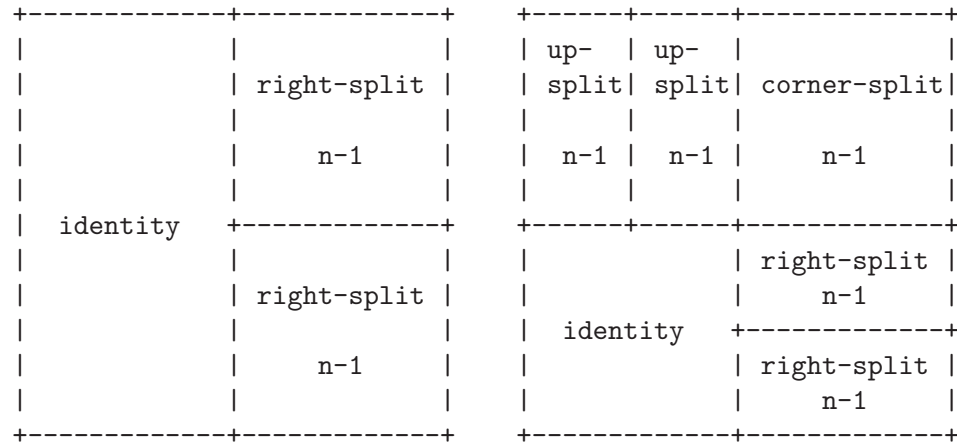 up- up-
right-split split split corner-split
n-1 n-1 n-1 n-1
identity
right-split
right-split n-1
identity
n-1 right-split
n-1